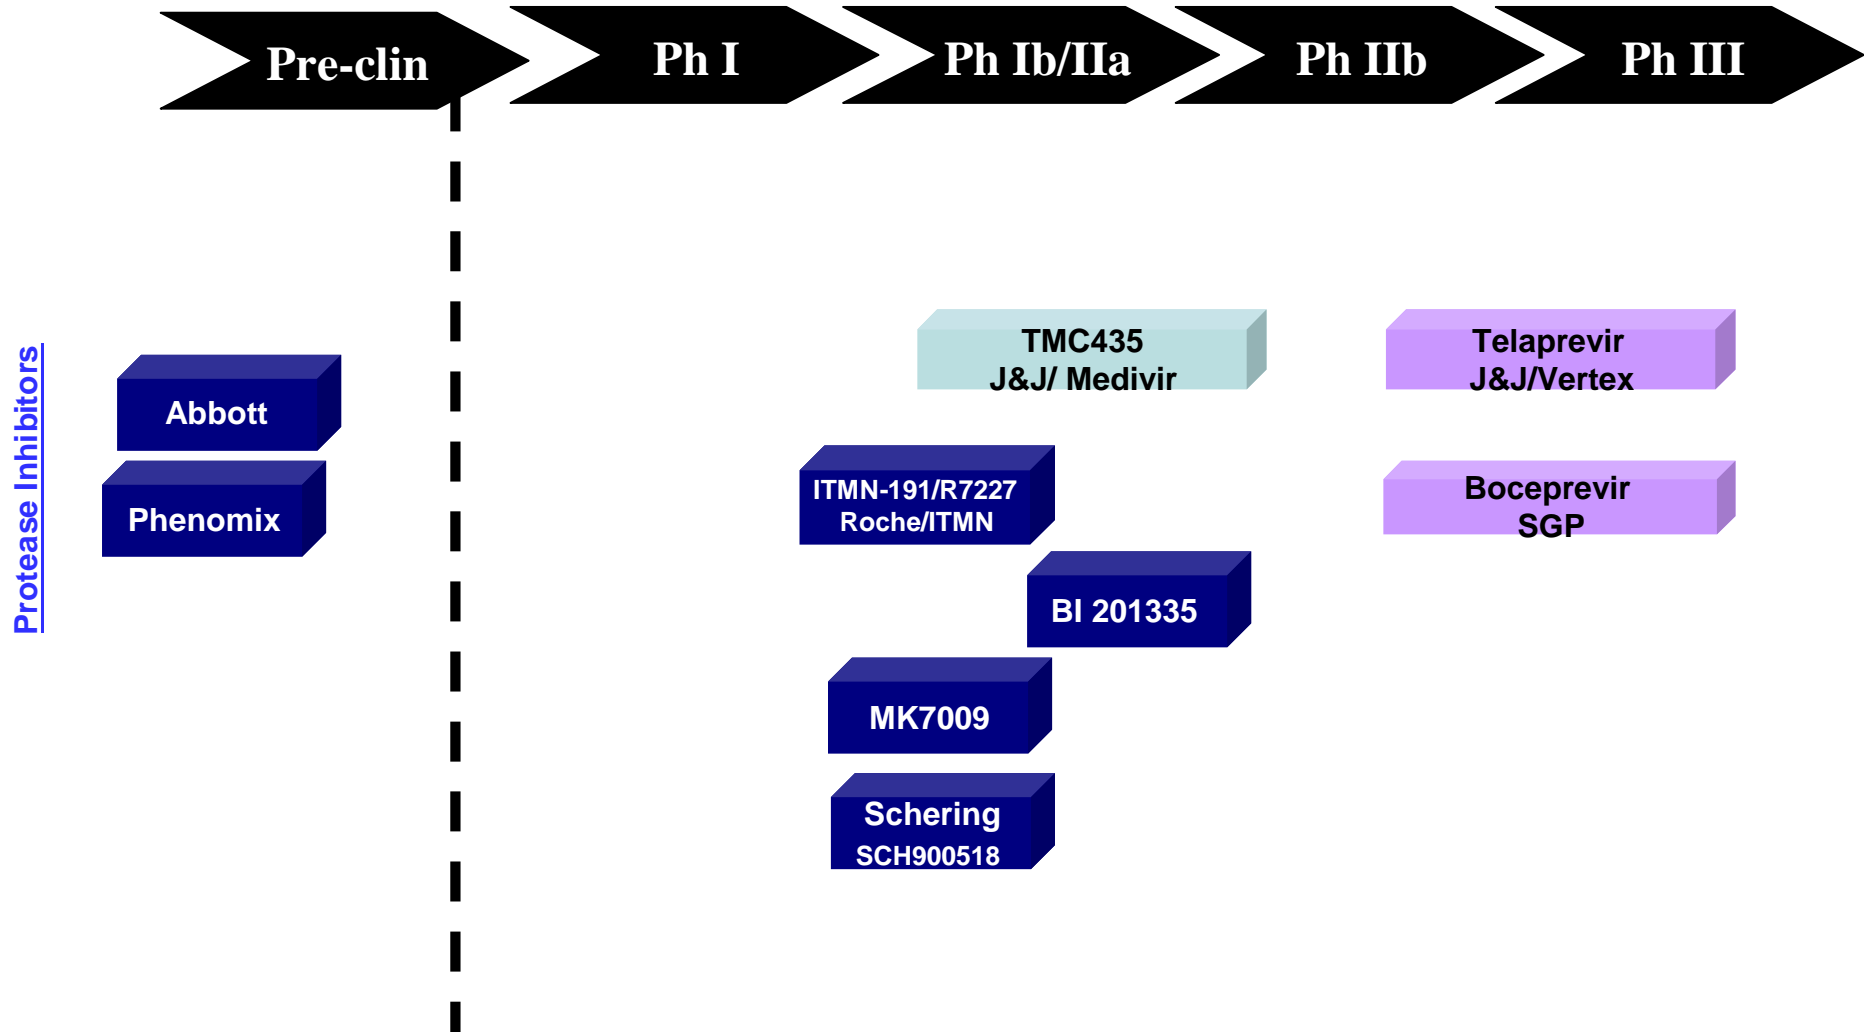 Pre-clin
Ph I
Ph Ib/IIa
Ph IIb
Ph III
Protease Inhibitors
Abbott
Phenomix
TMC435
J&J/ Medivir
ITMN-191/R7227
Roche/ITMN
BI 201335
MK7009
Schering
SCH900518
Telaprevir
J&J/Vertex
Boceprevir
SGP